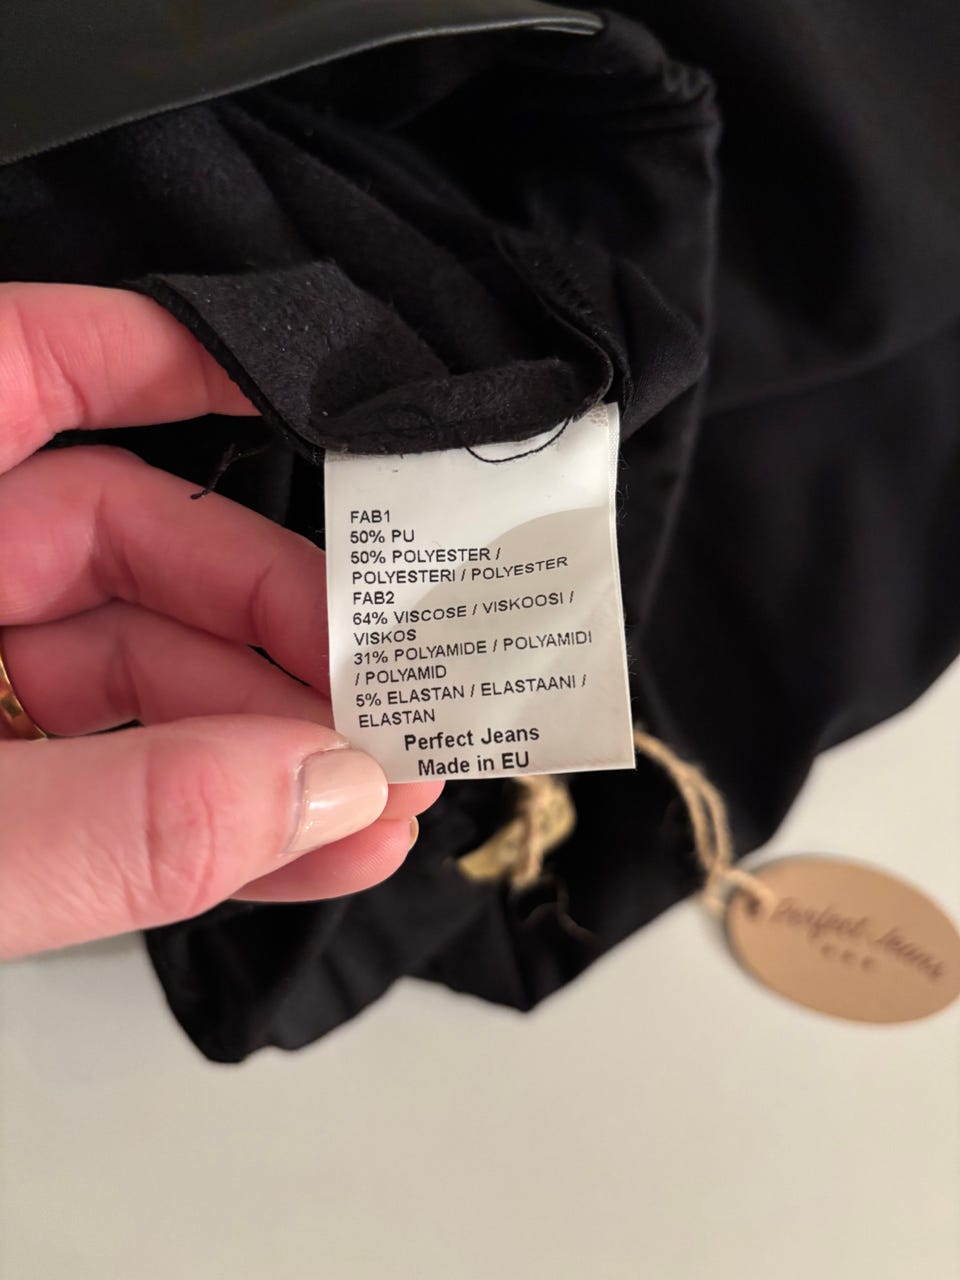 FAB1
50% PU
50% POLYESTER /
POLYESTERI / POLYESTER
FAB2
64% VISCOSE / VISKOOSI /
VISKOS
31% POLYAMIDE / POLYAMIDI
/ POLYAMID
5% ELASTAN / ELASTAANI /
ELASTAN
Perfect Jeans
Made in EU
Perfect Jeans